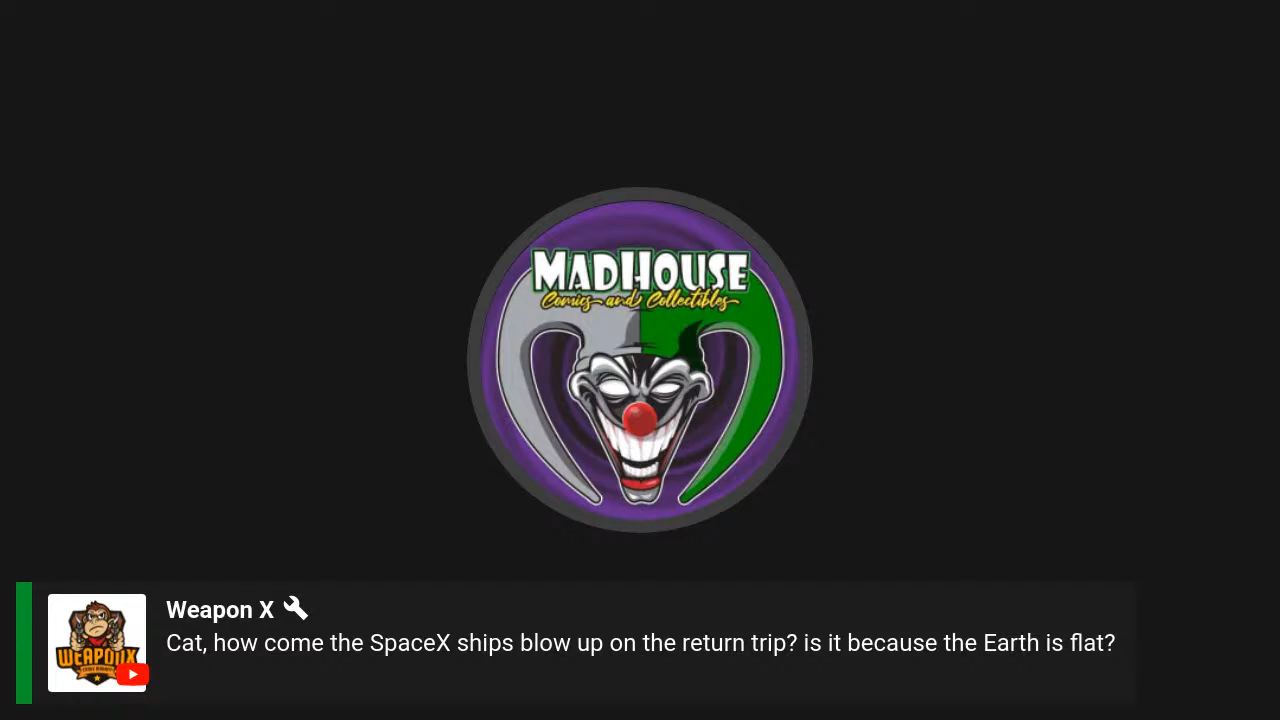 MADHOUSE
Comics and Collectibles
Weapon X
Cat, how come the SpaceX ships blow up on the return trip? is it because the Earth is flat?
WEAPONX